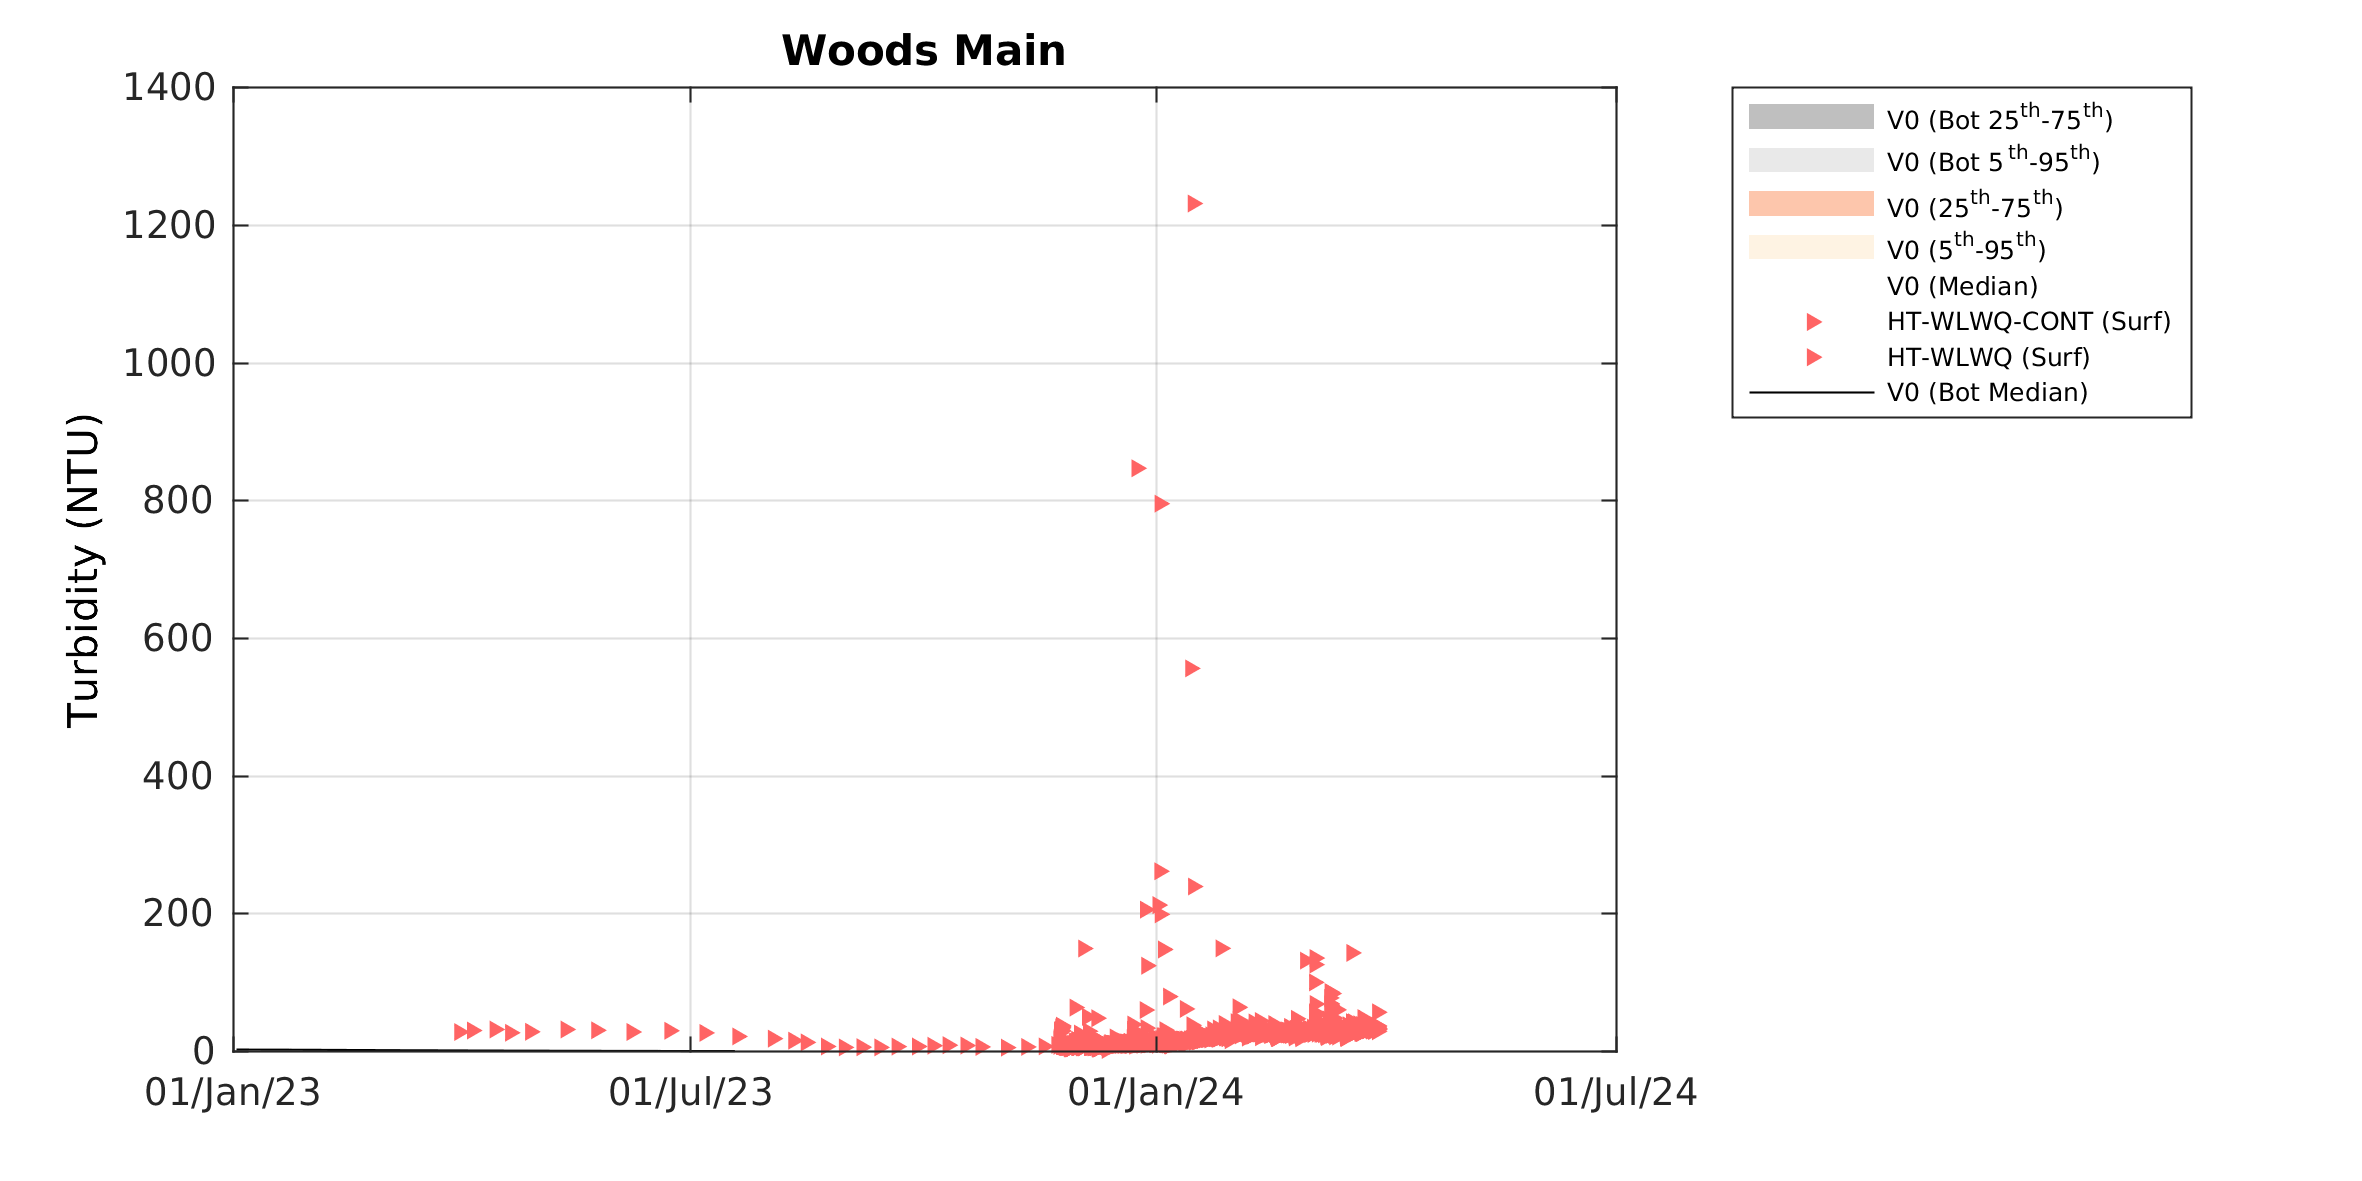 Woods Main
Turbidity (NTU)
1400
1200
1000
800
600
400
200
0
01/Jan/23
01/Jul/23
01/Jan/24
01/Jul/24
V0 (Bot 25th-75th)
V0 (Bot 5th-95th)
V0 (25th-75th)
V0 (5th-95th)
V0 (Median)
HT-WLWQ-CONT (Surf)
HT-WLWQ (Surf)
V0 (Bot Median)